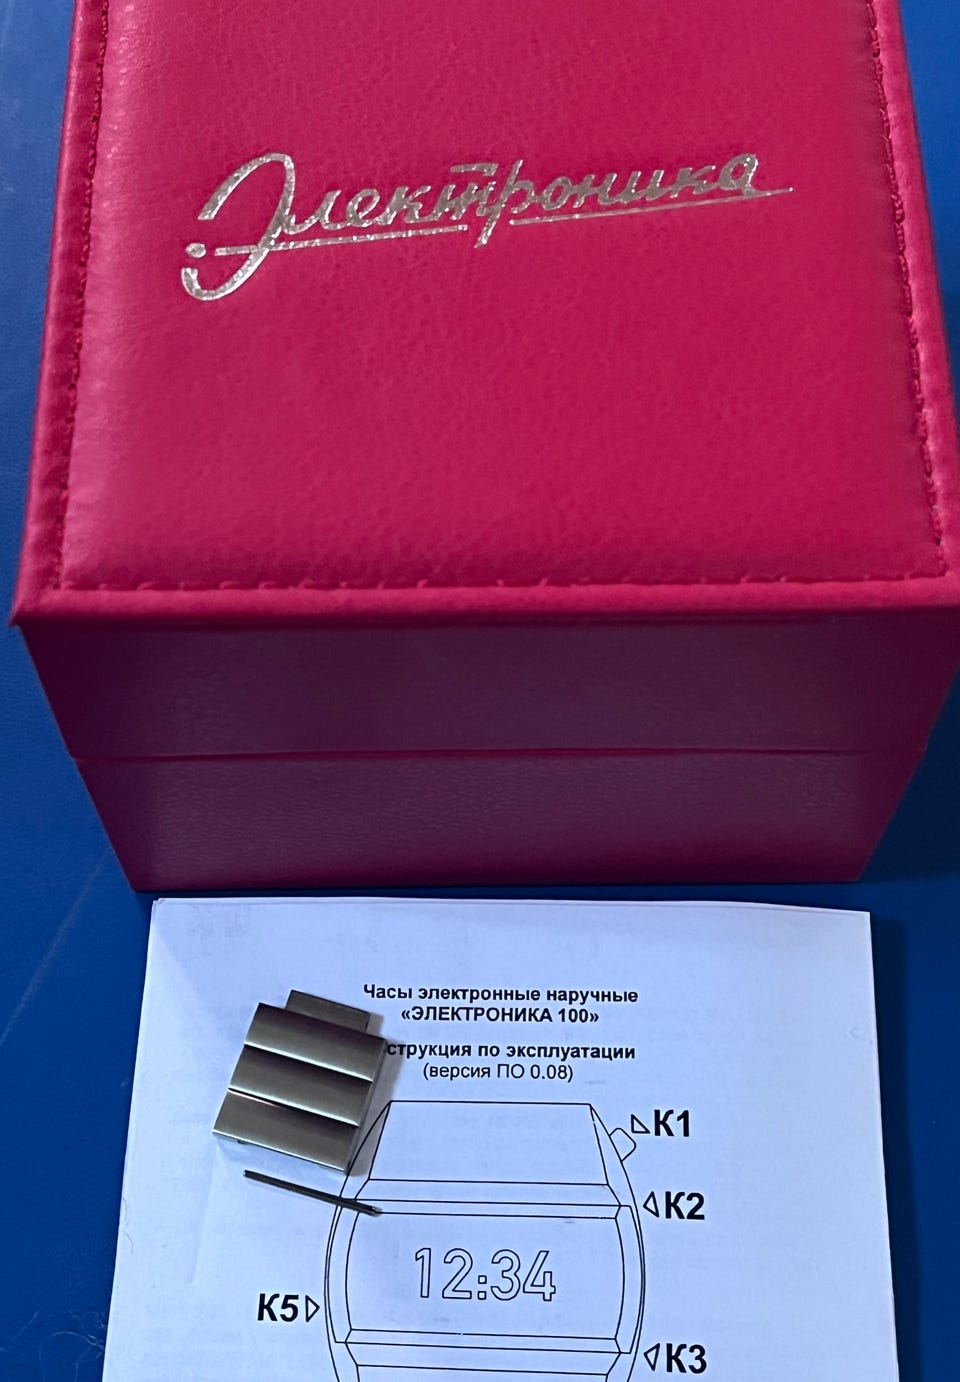 Электроника
Часы электронные наручные
«ЭЛЕКТРОНИКА 100»
струкция по эксплуатации
(версия ПО 0.08)
К1
К2
12:34
К5
К3